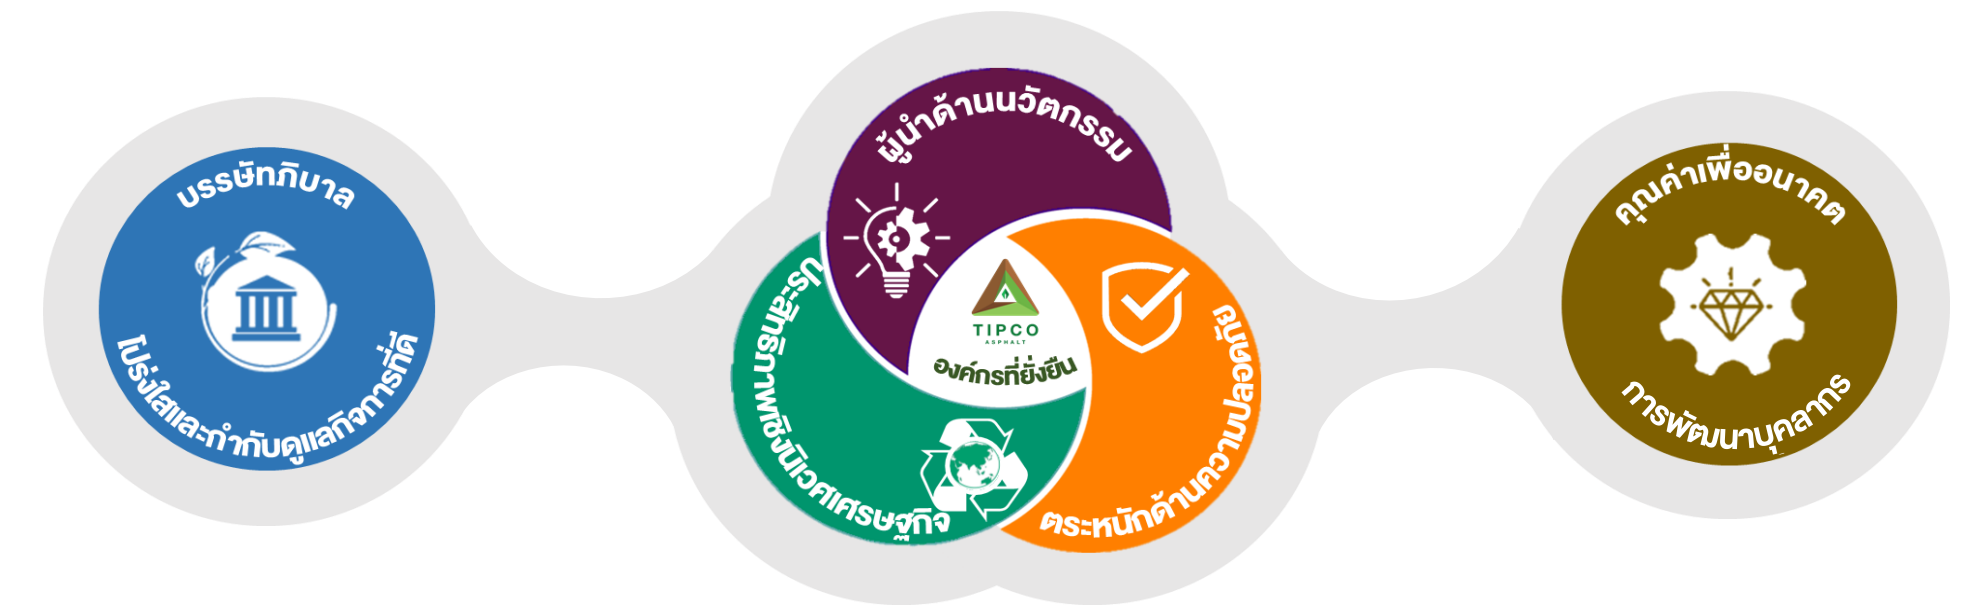 บรรษัทภิบาล
โปร่งใสและกำกับดูแลกิจการที่ดี
ผู้นำด้านนวัตกรรม
ประสิทธิภาพเชิงนิเวศเศรษฐกิจ
ตระหนักด้านความปลอดภัย
TIPCO
ASPHALT
องค์กรที่ยั่งยืน
คุณค่าเพื่ออนาคต
การพัฒนาบุคลากร